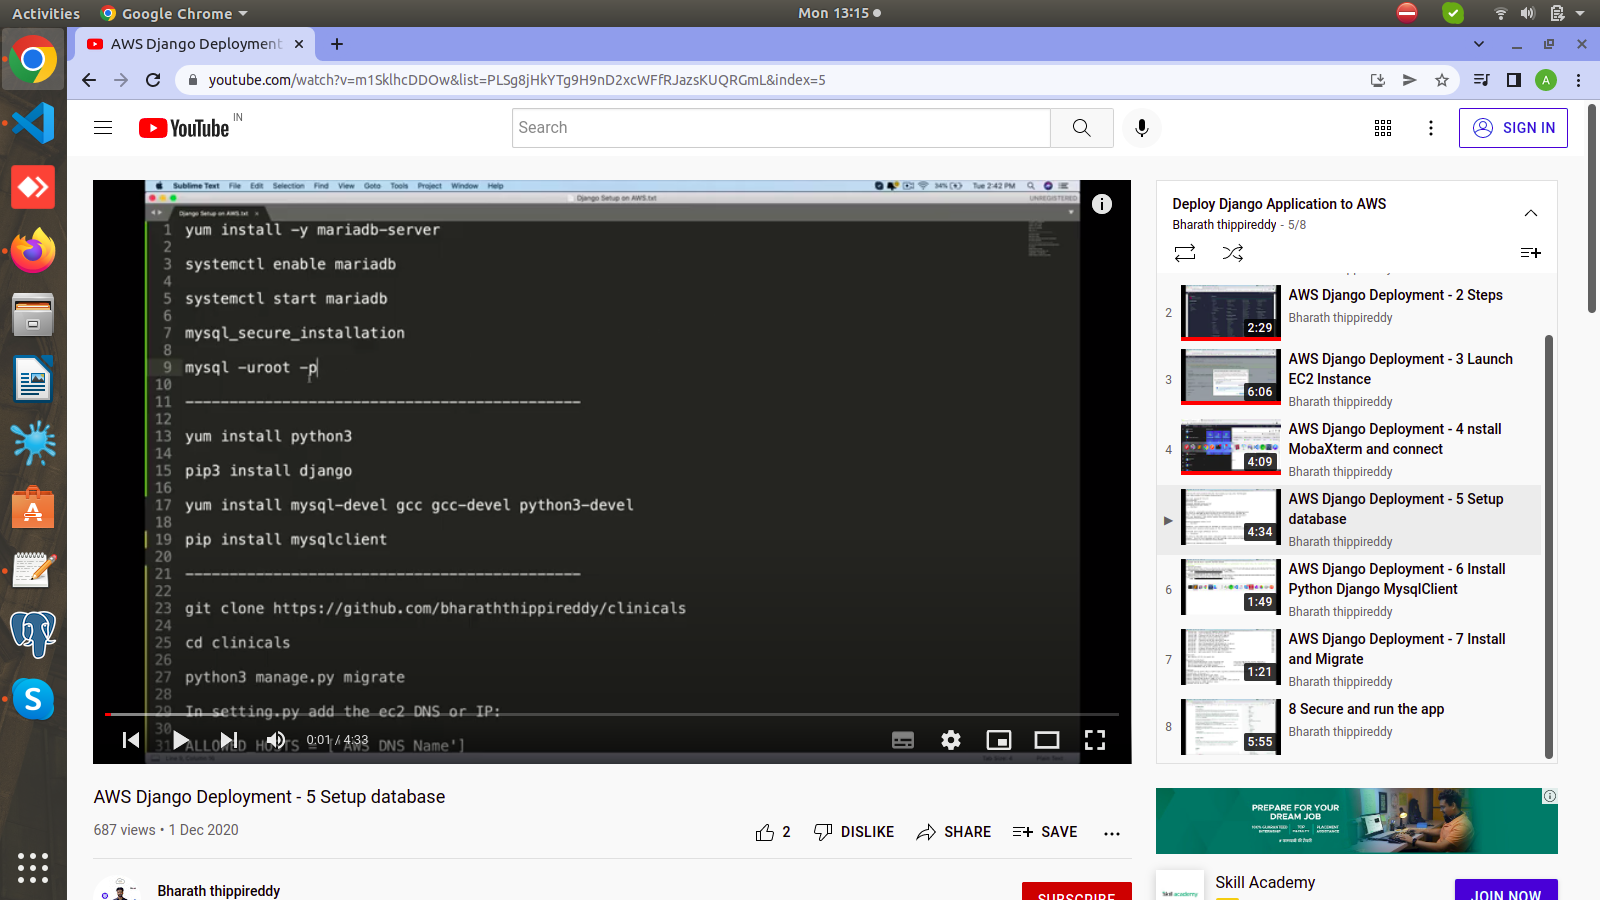 Activities
Google Chrome
Mon 13:15
AWS Django Deployment
youtube.com/watch?v=m1SklhcDDOw&list=PLSg8jHkYTg9H9nD2xcWFfRJazsKUQRGmL&index=5
YouTube IN
Search
SIGN IN
Sublime Text File Edit Selection Find View Goto Tools Project Window Help
34% Tue 2:42 PM
Django Setup on AWS.txt
UNREGISTERED
Django Setup on AWS.txt
1 yum install -y mariadb-server
2
3 systemctl enable mariadb
4
5 systemctl start mariadb
6
7 mysql_secure_installation
8
9 mysql -uroot -p
10
11 ---------------------------------------------
12
13 yum install python3
14
15 pip3 install django
16
17 yum install mysql-devel gcc gcc-devel python3-devel
18
19 pip install mysqlclient
20
21 ---------------------------------------------
22
23 git clone https://github.com/bharaththippireddy/clinicals
24
25 cd clinicals
26
27 python3 manage.py migrate
28
29 In setting.py add the ec2 DNS or IP:
30
31 ALLOWED_HOSTS = ['AWS DNS Name']
0:01 / 4:33
AWS Django Deployment - 5 Setup database
687 views • 1 Dec 2020
2
DISLIKE
SHARE
SAVE
Bharath thippireddy
SUBSCRIBE
Deploy Django Application to AWS
Bharath thippireddy - 5/8
2
2:29
AWS Django Deployment - 2 Steps
Bharath thippireddy
3
6:06
AWS Django Deployment - 3 Launch
EC2 Instance
Bharath thippireddy
4
4:09
AWS Django Deployment - 4 nstall
MobaXterm and connect
Bharath thippireddy
4:34
AWS Django Deployment - 5 Setup
database
Bharath thippireddy
6
1:49
AWS Django Deployment - 6 Install
Python Django MysqlClient
Bharath thippireddy
7
1:21
AWS Django Deployment - 7 Install
and Migrate
Bharath thippireddy
8
5:55
8 Secure and run the app
Bharath thippireddy
PREPARE FOR YOUR
DREAM JOB
Skill academy
Skill Academy
JOIN NOW